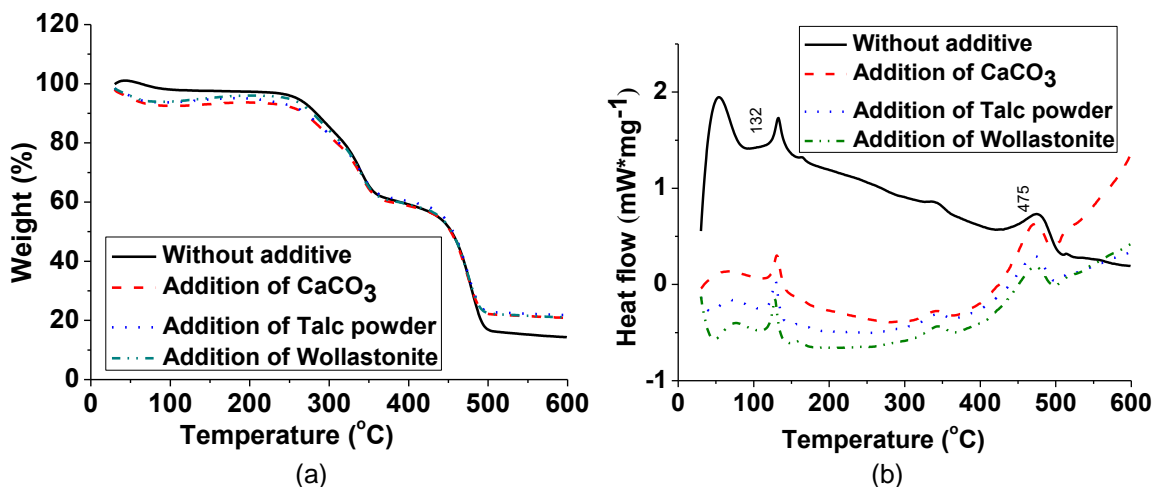 120
100
80
60
40
20
0
Weight (%)
Without additive
Addition of CaCO3
Addition of Talc powder
Addition of Wollastonite
0 100 200 300 400 500 600
Temperature (oC)
(a)
2
1
0
-1
Heat flow (mW*mg-1)
Without additive
Addition of CaCO3
Addition of Talc powder
Addition of Wollastonite
132
475
0 100 200 300 400 500 600
Temperature (oC)
(b)